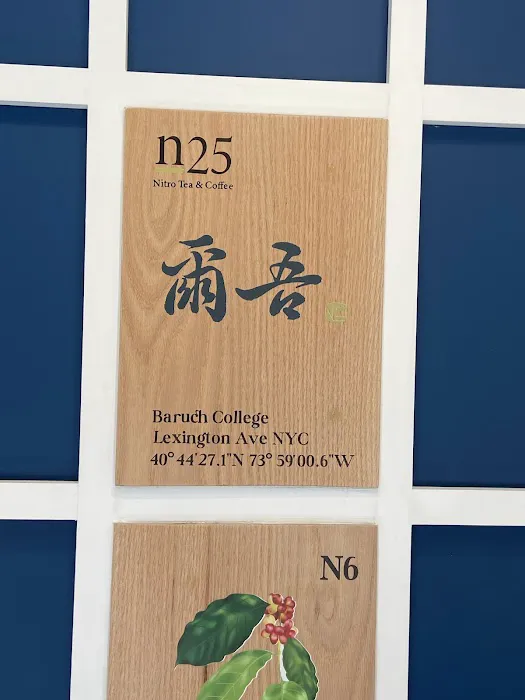 n25
Nitro Tea & Coffee
爾吾
Baruch College
Lexington Ave NYC
40° 44'27.1"N 73° 59'00.6"W
N6